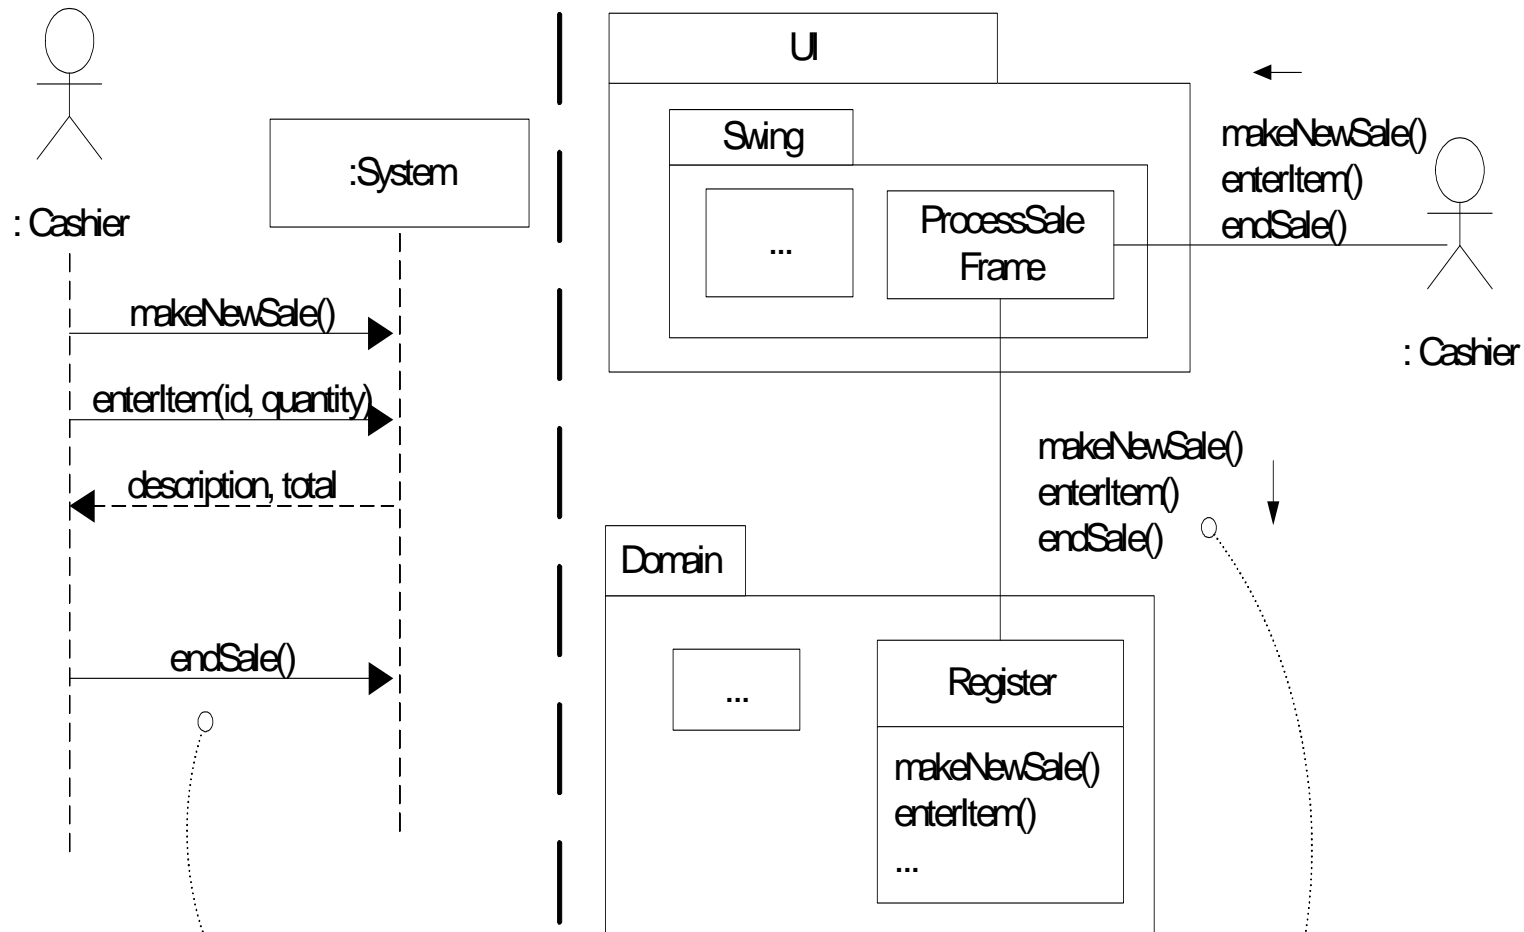 : Cashier
:System
makeNewSale()
enterItem(id, quantity)
description, total
endSale()
UI
Swing
...
ProcessSale
Frame
makeNewSale()
enterItem()
endSale()
: Cashier
makeNewSale()
enterItem()
endSale()
Domain
...
Register
makeNewSale()
enterItem()
...